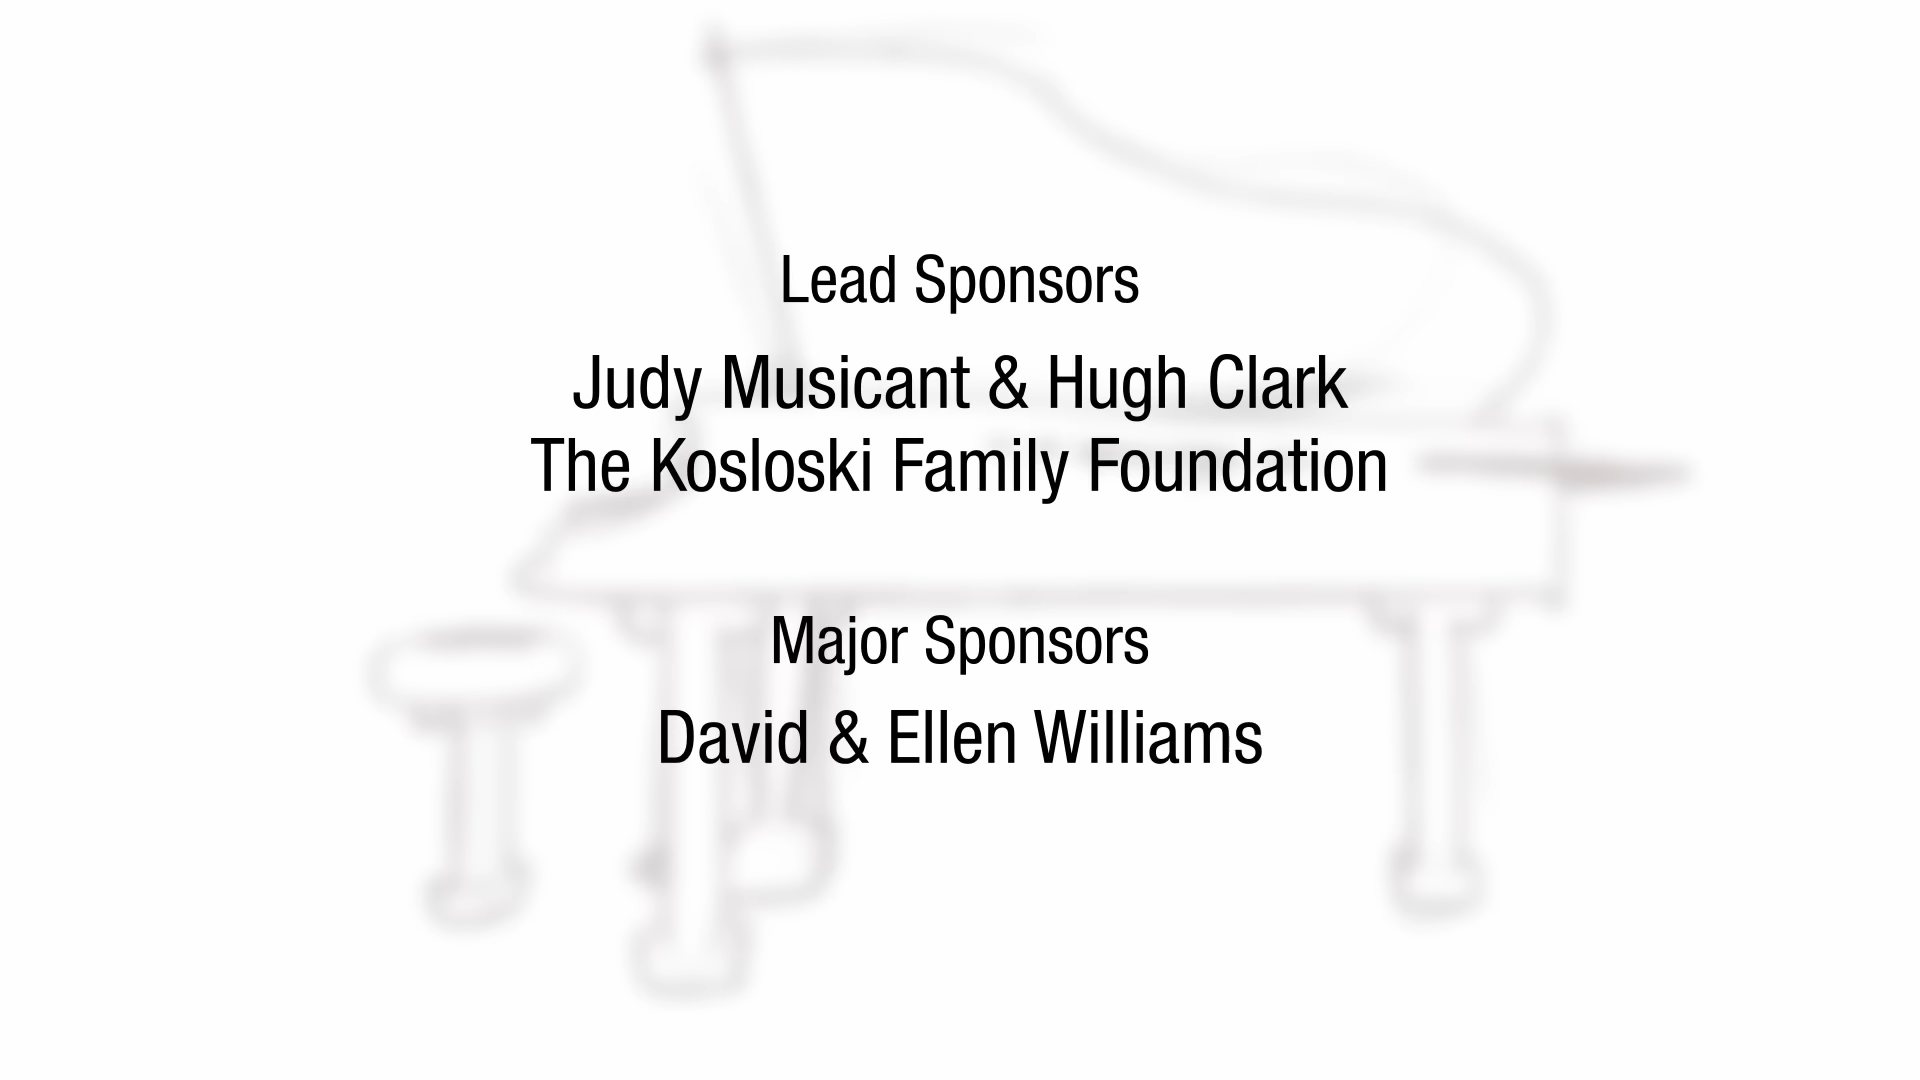 Lead Sponsors
Judy Musicant & Hugh Clark
The Kosloski Family Foundation
Major Sponsors
David & Ellen Williams